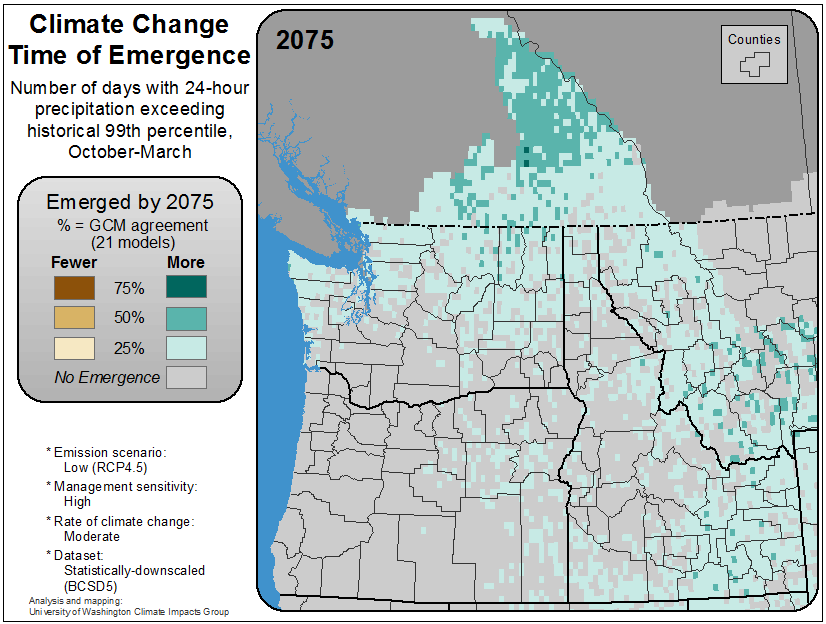 Climate Change
Time of Emergence
Number of days with 24-hour
precipitation exceeding
historical 99th percentile,
October-March
Emerged by 2075
% = GCM agreement
(21 models)
Fewer More
75%
50%
25%
No Emergence
* Emission scenario:
Low (RCP4.5)
* Management sensitivity:
High
* Rate of climate change:
Moderate
* Dataset:
Statistically-downscaled
(BCSD5)
Analysis and mapping:
University of Washington Climate Impacts Group
2075
Counties